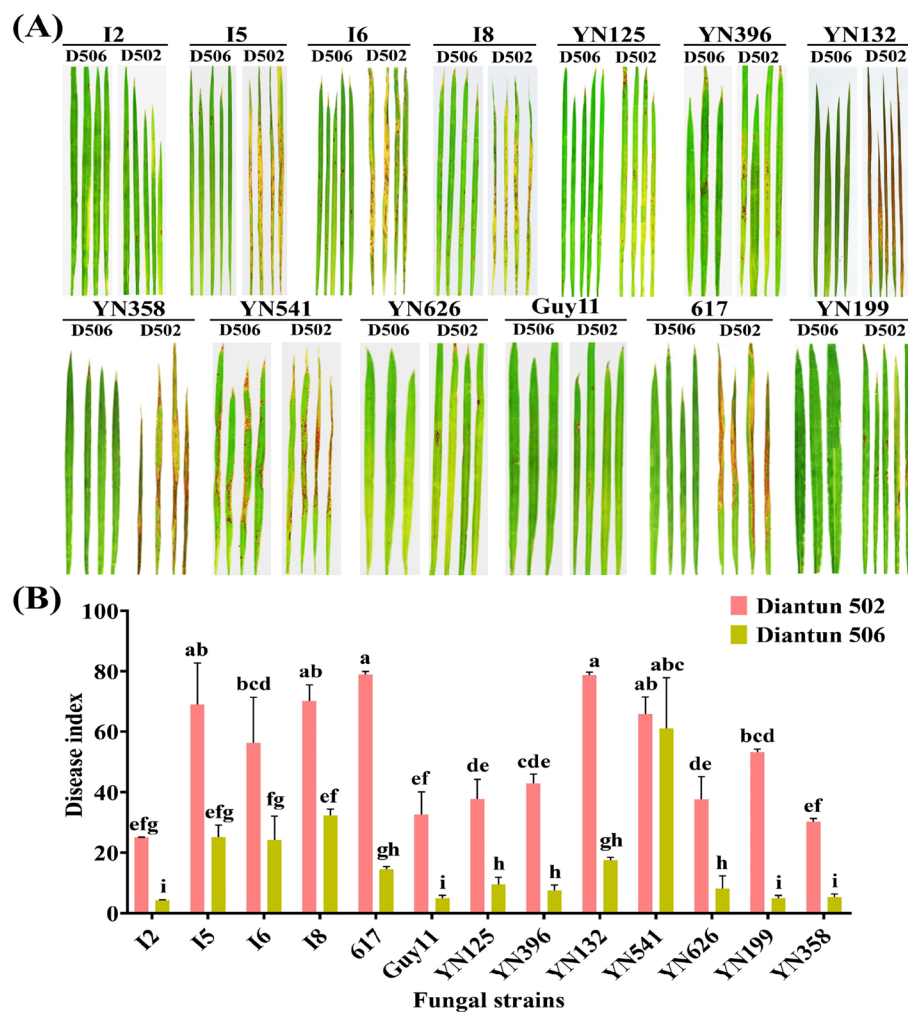 (A)
I2 I5 I6 I8 YN125 YN396 YN132
D506 D502 D506 D502 D506 D502 D506 D502 D506 D502 D506 D502 D506 D502
YN358 YN541 YN626 Guy11 617 YN199
D506 D502 D506 D502 D506 D502 D506 D502 D506 D502 D506 D502
(B)
Disease index
100
80
60
40
20
0
Diantun 502
Diantun 506
efg i ab efg bcd fg ab ef a gh ef i de h cde h a gh ab abc de h bcd i ef i
I2 I5 I6 I8 617 Guy11 YN125 YN396 YN132 YN541 YN626 YN199 YN358
Fungal strains